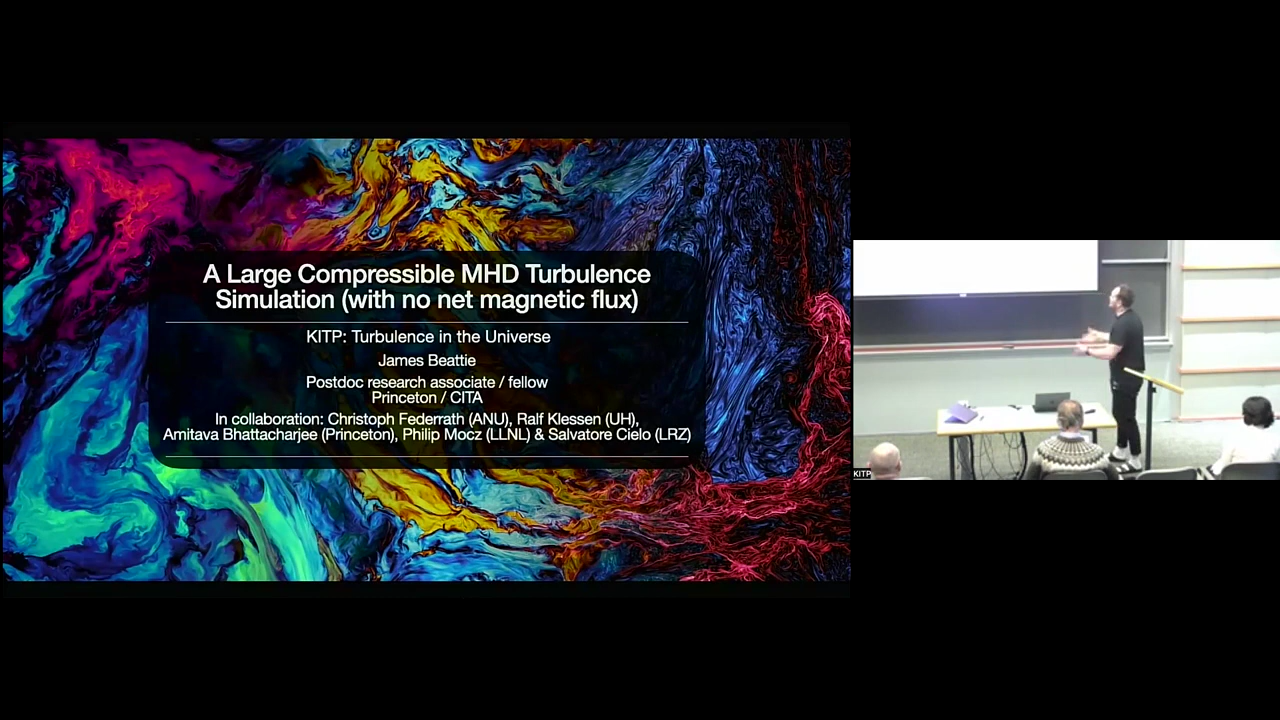 A Large Compressible MHD Turbulence
Simulation (with no net magnetic flux)
KITP: Turbulence in the Universe
James Beattie
Postdoc research associate / fellow
Princeton / CITA
In collaboration: Christoph Federrath (ANU), Ralf Klessen (UH),
Amitava Bhattacharjee (Princeton), Philip Mocz (LLNL) & Salvatore Cielo (LRZ)
KITP